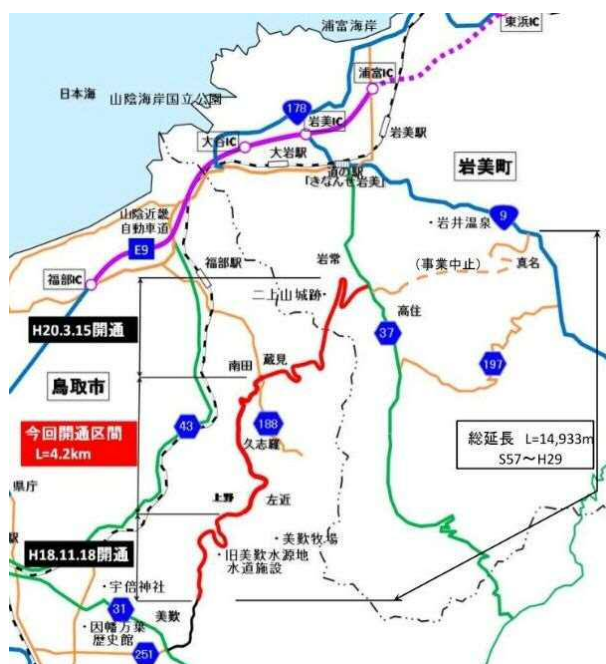 浦富海岸
東浜IC
浦富IC
日本海
山陰海岸国立公園
178
岩美IC
岩美駅
大谷IC
大岩駅
道の駅
「きなんせ岩美」
岩美町
山陰近畿
自動車道
E9
・岩井温泉
9
福部IC
福部駅
岩常
(事業中止)
真名
二上山城跡・
H20.3.15開通
高住
37
蔵見
南田
197
鳥取市
今回開通区間
L=4.2km
43
188
久志羅
総延長 L=14,933m
S57～H29
県庁
上野
左近
・美歎牧場
駅
H18.11.18開通
・旧美歎水源地
水道施設
・宇倍神社
31
美歎
・因幡万葉
歴史館
251